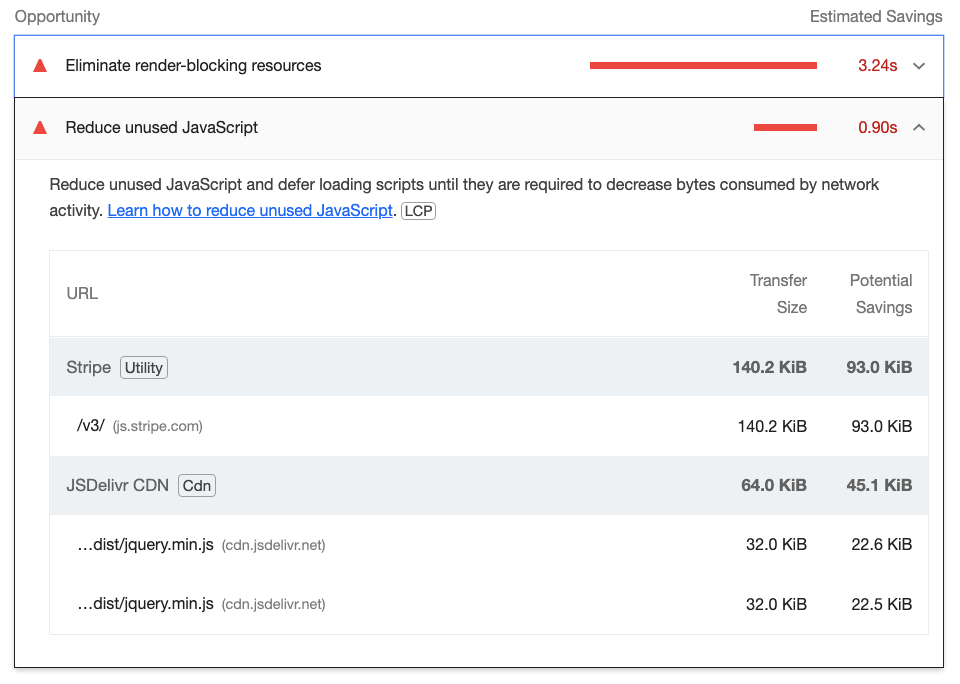 Opportunity Estimated Savings
Eliminate render-blocking resources 3.24s
Reduce unused JavaScript 0.90s
Reduce unused JavaScript and defer loading scripts until they are required to decrease bytes consumed by network
activity. Learn how to reduce unused JavaScript. LCP
URL Transfer Size Potential Savings
Stripe Utility 140.2 KiB 93.0 KiB
/v3/ (js.stripe.com) 140.2 KiB 93.0 KiB
JSDelivr CDN Cdn 64.0 KiB 45.1 KiB
…dist/jquery.min.js (cdn.jsdelivr.net) 32.0 KiB 22.6 KiB
…dist/jquery.min.js (cdn.jsdelivr.net) 32.0 KiB 22.5 KiB